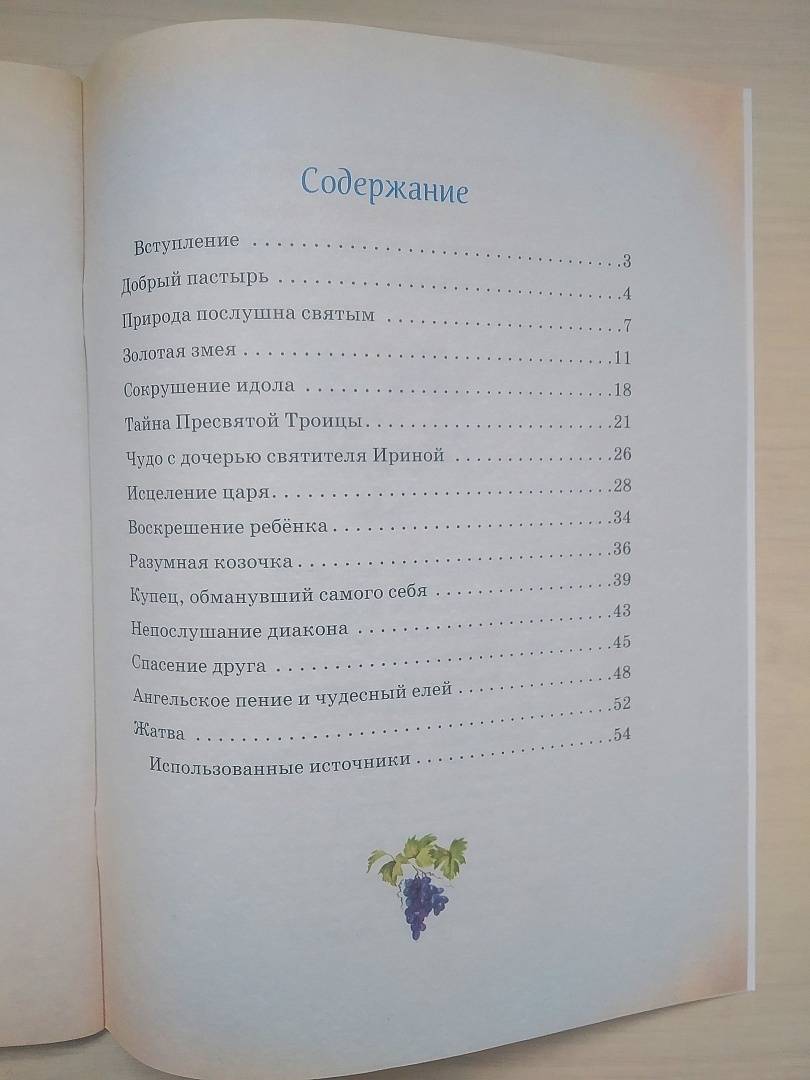 Содержание
Вступление . . . . . . . . . . . . . . . . . . . . . . . . . . . . . . . . . . .3
Добрый пастырь . . . . . . . . . . . . . . . . . . . . . . . . . . . . . . . . .4
Природа послушна святым . . . . . . . . . . . . . . . . . . . . . . .7
Золотая змея . . . . . . . . . . . . . . . . . . . . . . . . . . . . . . . . . . . .11
Сокрушение идола . . . . . . . . . . . . . . . . . . . . . . . . . . . . . .18
Тайна Пресвятой Троицы. . . . . . . . . . . . . . . . . . . . . . . . .21
Чудо с дочерью святителя Ириной . . . . . . . . . . . . . . . .26
Исцеление царя. . . . . . . . . . . . . . . . . . . . . . . . . . . . . . . . . .28
Воскрешение ребёнка . . . . . . . . . . . . . . . . . . . . . . . . . . . .34
Разумная козочка . . . . . . . . . . . . . . . . . . . . . . . . . . . . . . .36
Купец, обманувший самого себя . . . . . . . . . . . . . . . . . .39
Непослушание диакона . . . . . . . . . . . . . . . . . . . . . . . . .43
Спасение друга . . . . . . . . . . . . . . . . . . . . . . . . . . . . . . . . .45
Ангельское пение и чудесный елей . . . . . . . . . . . . . . . .48
Жатва . . . . . . . . . . . . . . . . . . . . . . . . . . . . . . . . . . . . . . . . .52
Использованные источники . . . . . . . . . . . . . . . . . . . .54